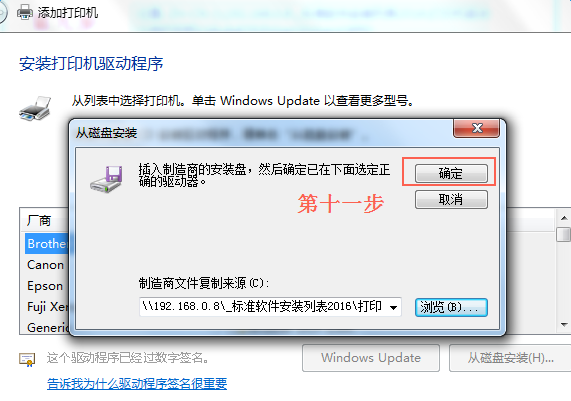 添加打印机
安装打印机驱动程序
从列表中选择打印机。单击 Windows Update 以查看更多型号。
从磁盘安装
插入制造商的安装盘，然后确定已在下面选定正
确的驱动器。
确定
取消
第十一步
厂商
Brother
Canon
Epson
Fuji Xer
Generic
制造商文件复制来源(C):
\\192.168.0.8\_标准软件安装列表2016\打印
浏览(B)...
这个驱动程序已经过数字签名。
告诉我为什么驱动程序签名很重要
Windows Update
从磁盘安装(H)...